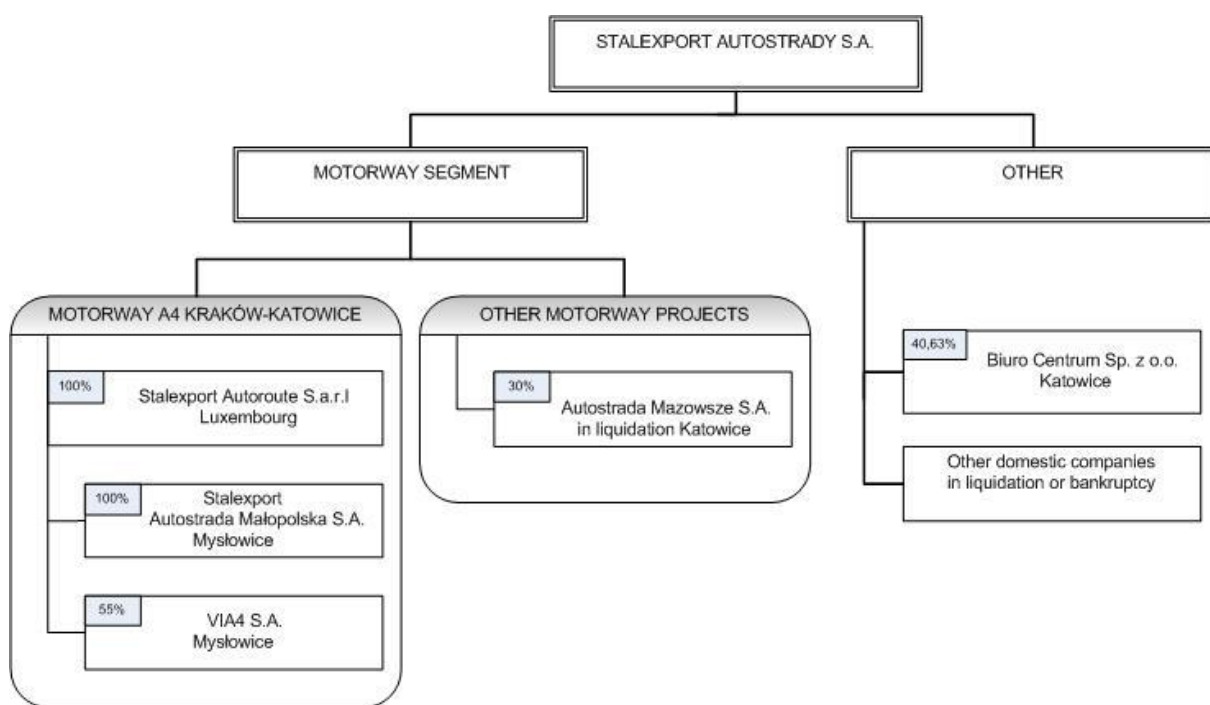 STALEXPORT AUTOSTRADY S.A.
MOTORWAY SEGMENT
OTHER
MOTORWAY A4 KRAKÓW-KATOWICE
OTHER MOTORWAY PROJECTS
100%
Stalexport Autoroute S.a.r.l
Luxembourg
100%
Stalexport
Autostrada Małopolska S.A.
Mysłowice
55%
VIA4 S.A.
Mysłowice
30%
Autostrada Mazowsze S.A.
in liquidation Katowice
40,63%
Biuro Centrum Sp. z o.o.
Katowice
Other domestic companies
in liquidation or bankruptcy